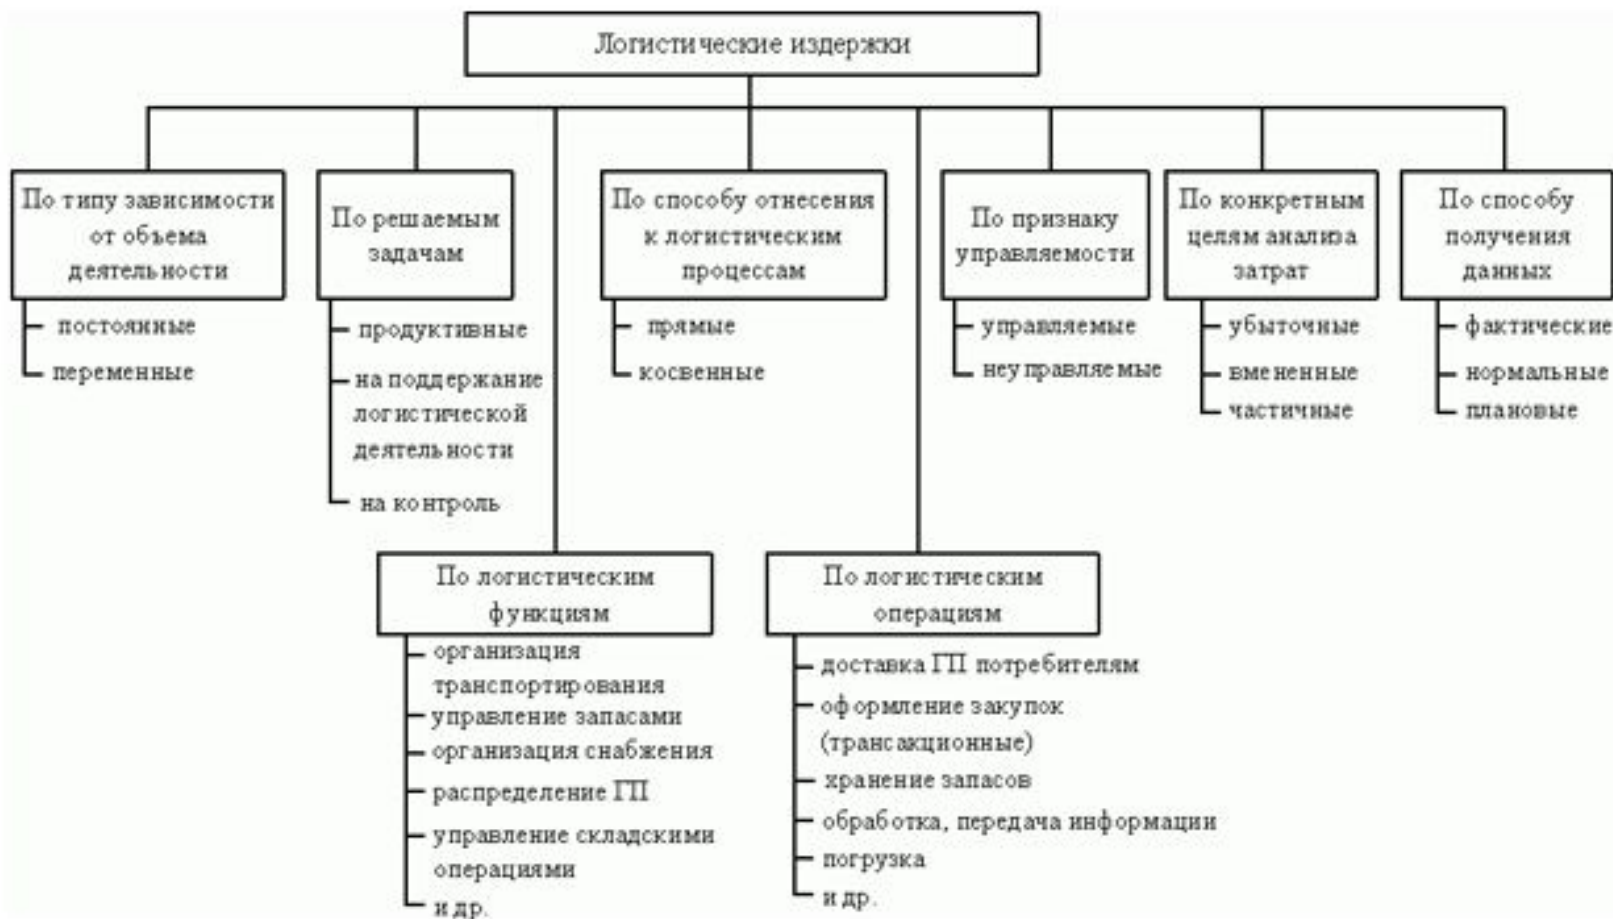 Логистические издержки
По типу зависимости
от объема
деятельности
постоянные
переменные
По решаемым
задачам
продуктивные
на поддержание
логистической
деятельности
на контроль
По способу отнесения
к логистическим
процессам
прямые
косвенные
По признаку
управляемости
управляемые
неуправляемые
По конкретным
целям анализа
затрат
убыточные
вмененные
частичные
По способу
получения
данных
фактические
нормальные
плановые
По логистическим
функциям
организация
транспортирования
управление запасами
организация снабжения
распределение ГП
управление складскими
операциями
и др.
По логистическим
операциям
доставка ГП потребителям
оформление закупок
(трансакционные)
хранение запасов
обработка, передача информации
погрузка
и др.